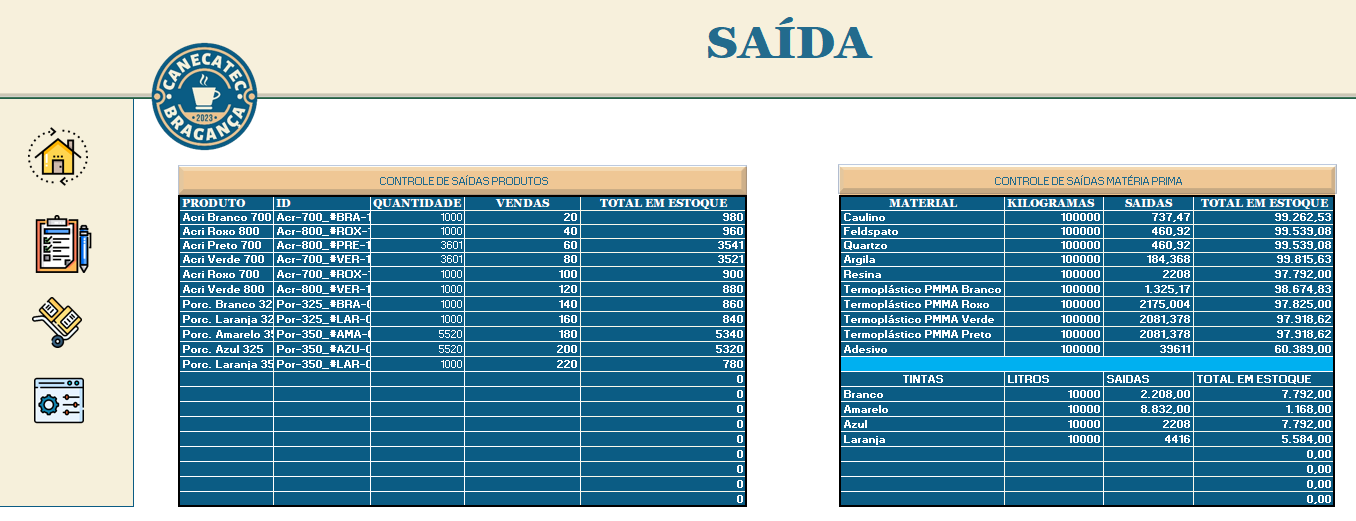 SAÍDA
CANECATEC
2023
BRAGANÇA
CONTROLE DE SAÍDAS PRODUTOS
PRODUTO ID QUANTIDADE VENDAS TOTAL EM ESTOQUE
Acri Branco 700 Acr-700_#BRA-1 1000 20 980
Acri Roxo 800 Acr-800_#ROX- 1000 40 960
Acri Preto 700 Acr-800_#PRE-1 3601 60 3541
Acri Verde 700 Acr-700_#VER-1 3601 80 3521
Acri Roxo 700 Acr-700_#ROX- 1000 100 900
Acri Verde 800 Acr-800_#VER-1 1000 120 880
Porc. Branco 32 Por-325_#BRA-0 1000 140 860
Porc. Laranja 32 Por-325_#LAR-0 1000 160 840
Porc. Amarelo 3 Por-350_#AMA- 5520 180 5340
Porc. Azul 325 Por-350_#AZU-0 5520 200 5320
Porc. Laranja 35 Por-350_#LAR-0 1000 220 780
0
0
0
0
0
0
0
0
0
CONTROLE DE SAÍDAS MATÉRIA PRIMA
MATERIAL KILOGRAMAS SAIDAS TOTAL EM ESTOQUE
Caulino 100000 737,47 99.262,53
Feldspato 100000 460,92 99.539,08
Quartzo 100000 460,92 99.539,08
Argila 100000 184,368 99.815,63
Resina 100000 2208 97.792,00
Termoplástico PMMA Branco 100000 1.325,17 98.674,83
Termoplástico PMMA Roxo 100000 2175,004 97.825,00
Termoplástico PMMA Verde 100000 2081,378 97.918,62
Termoplástico PMMA Preto 100000 2081,378 97.918,62
Adesivo 100000 39611 60.389,00
TINTAS LITROS SAIDAS TOTAL EM ESTOQUE
Branco 10000 2.208,00 7.792,00
Amarelo 10000 8.832,00 1.168,00
Azul 10000 2208 7.792,00
Laranja 10000 4416 5.584,00
0,00
0,00
0,00
0,00